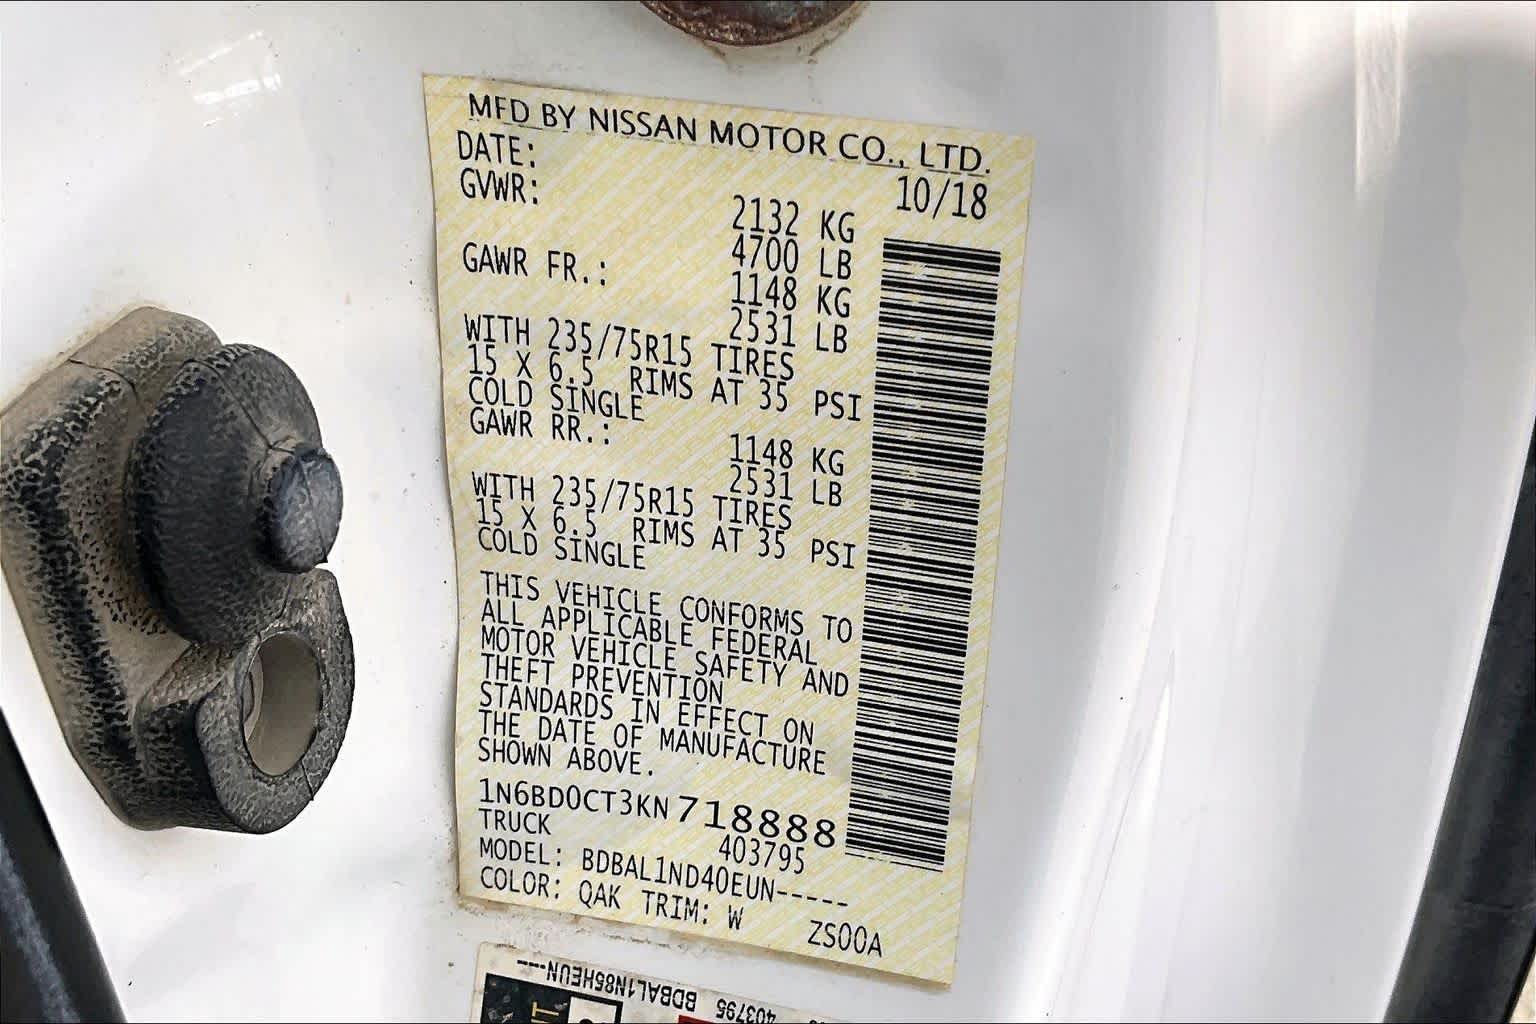 MFD BY NISSAN MOTOR CO., LTD.
DATE: 10/18
GVWR: 2132 KG
4700 LB
GAWR FR.: 1148 KG
2531 LB
WITH 235/75R15 TIRES
15 X 6.5 RIMS AT 35 PSI
COLD SINGLE
GAWR RR.: 1148 KG
2531 LB
WITH 235/75R15 TIRES
15 X 6.5 RIMS AT 35 PSI
COLD SINGLE
THIS VEHICLE CONFORMS TO
ALL APPLICABLE FEDERAL
MOTOR VEHICLE SAFETY AND
THEFT PREVENTION
STANDARDS IN EFFECT ON
THE DATE OF MANUFACTURE
SHOWN ABOVE.
1N6BD0CT3KN718888
TRUCK 403795
MODEL: BDBAL1ND40EUN-----
COLOR: QAK TRIM: W ZS00A
403795 BDBAL1N85HEUN---